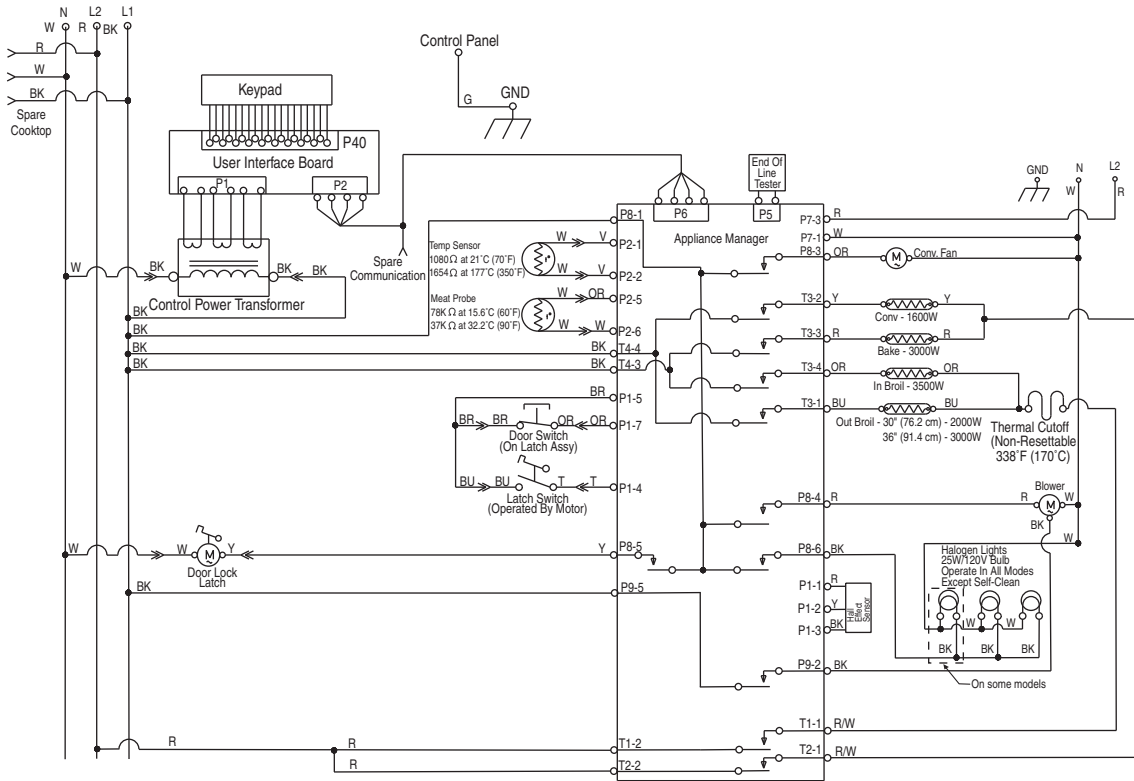 N L2 L1
W R BK
R
W
BK
Spare
Cooktop
Keypad
P40
User Interface Board
P1
P2
W BK BK BK
Control Power Transformer
Spare
Communication
Control Panel
G
GND
End Of
Line
Tester
P6
P5
Appliance Manager
Temp Sensor
1080 Ω at 21˚C (70˚F)
1654 Ω at 177˚C (350˚F)
W V
W V
Meat Probe
78K Ω at 15.6˚C (60˚F)
37K Ω at 32.2˚C (90˚F)
W OR
W W
P8-1
P2-1
P2-2
P2-5
P2-6
BK
BK
BK BK T4-4
BK BK T4-3
BR P1-5
BR BR OR OR P1-7
Door Switch
(On Latch Assy)
BU BU T T P1-4
Latch Switch
(Operated By Motor)
W W M Y Y P8-5
Door Lock
Latch
BK P9-5
R R T1-2
R T2-2
GND N L2
W R
P7-3 R
P7-1 W
P8-3 OR M Conv. Fan
T3-2 Y Y
Conv - 1600W
T3-3 R R
Bake - 3000W
T3-4 OR OR
In Broil - 3500W
T3-1 BU BU
Out Broil - 30" (76.2 cm) - 2000W
36" (91.4 cm) - 3000W
Thermal Cutoff
(Non-Resettable
338˚F (170˚C)
Blower
P8-4 R R M W
BK
W
P8-6 BK
Halogen Lights
25W/120V Bulb
Operate In All Modes
Except Self-Clean
P1-1 R
P1-2 Y
P1-3 BK
Hall
Effect
Sensor
W W
BK BK BK
P9-2 BK
On some models
T1-1 R/W
T2-1 R/W